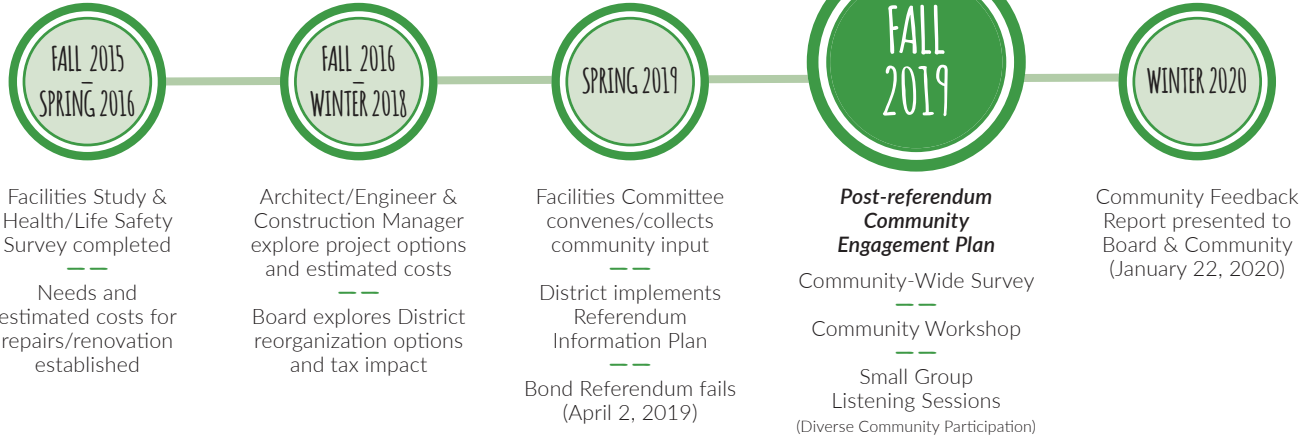 FALL 2015
–
SPRING 2016
Facilities Study &
Health/Life Safety
Survey completed
Needs and
estimated costs for
repairs/renovation
established
FALL 2016
–
WINTER 2018
Architect/Engineer &
Construction Manager
explore project options
and estimated costs
Board explores District
reorganization options
and tax impact
SPRING 2019
Facilities Committee
convenes/collects
community input
District implements
Referendum
Information Plan
Bond Referendum fails
(April 2, 2019)
FALL
2019
Post-referendum
Community
Engagement Plan
Community-Wide Survey
Community Workshop
Small Group
Listening Sessions
(Diverse Community Participation)
WINTER 2020
Community Feedback
Report presented to
Board & Community
(January 22, 2020)